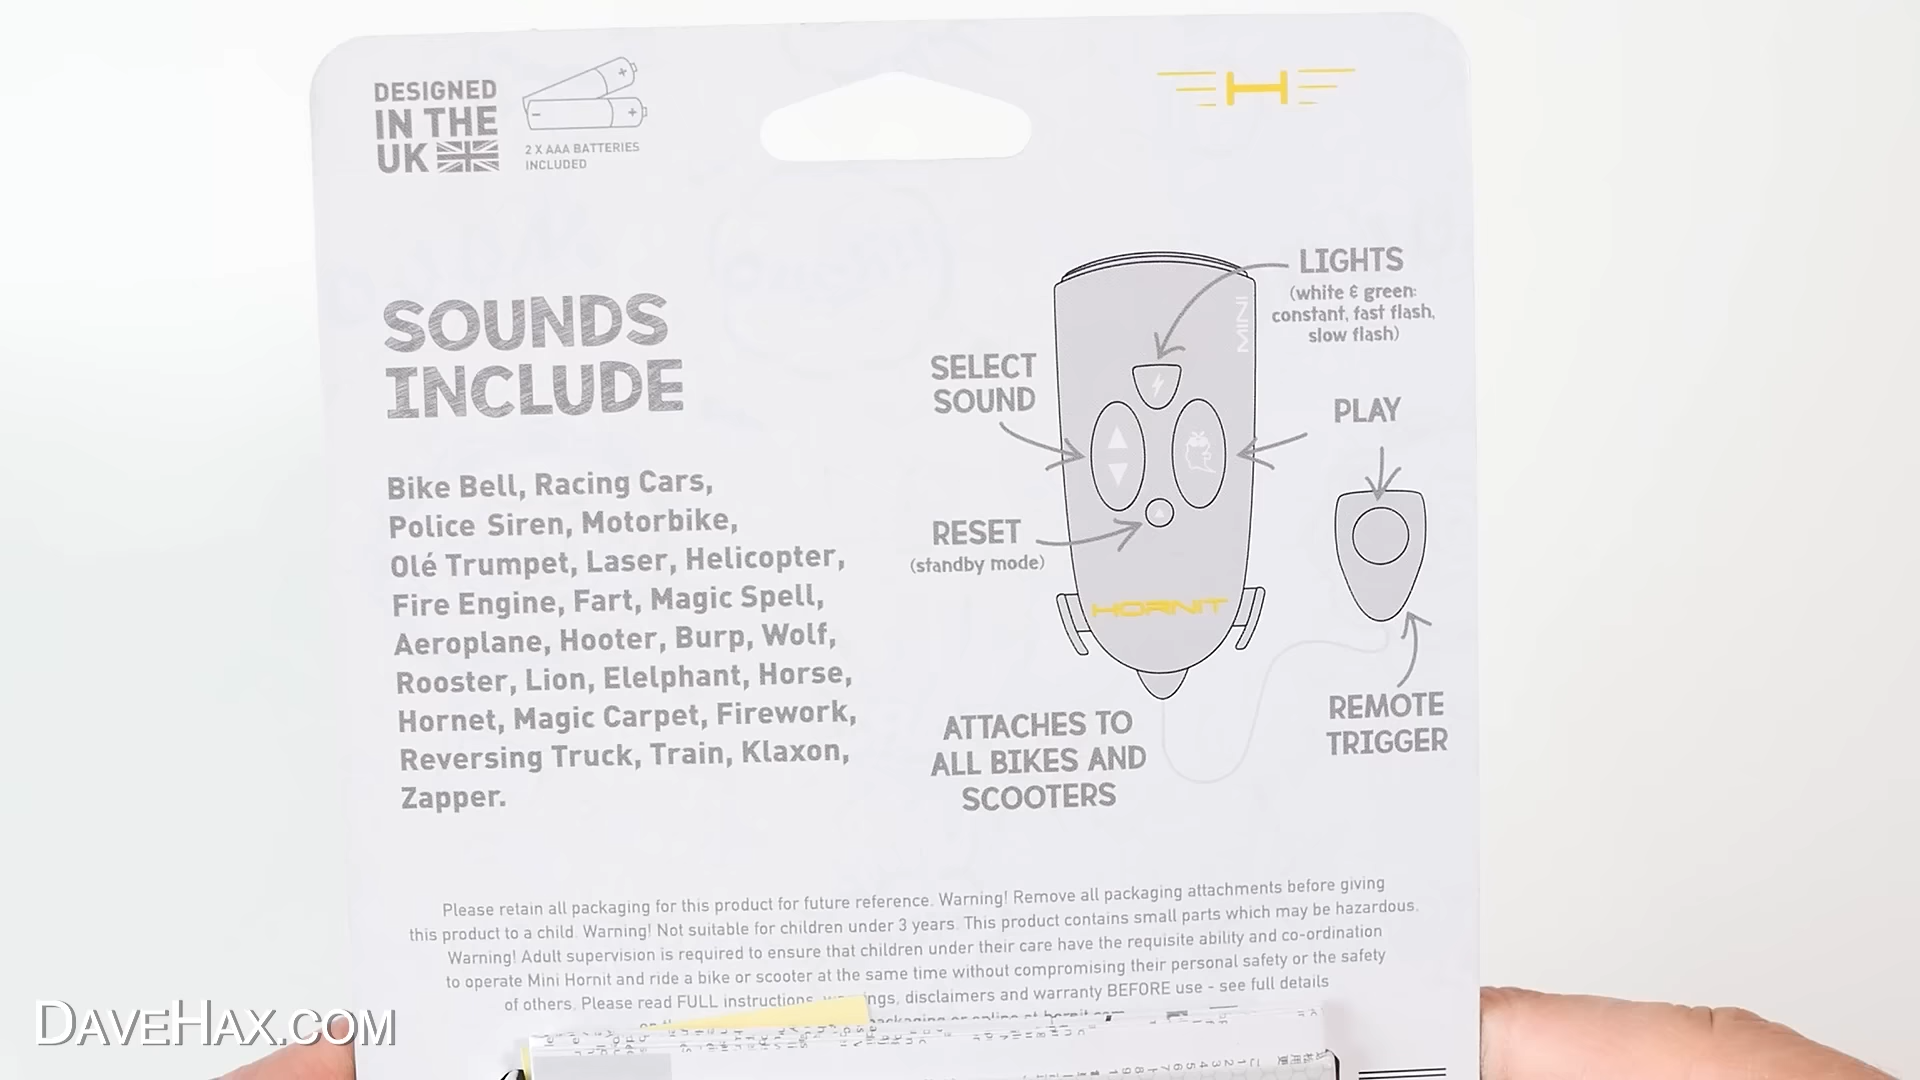 DESIGNED
IN THE
UK
2 X AAA BATTERIES
INCLUDED
H
SOUNDS
INCLUDE
Bike Bell, Racing Cars,
Police Siren, Motorbike,
Olé Trumpet, Laser, Helicopter,
Fire Engine, Fart, Magic Spell,
Aeroplane, Hooter, Burp, Wolf,
Rooster, Lion, Elelphant, Horse,
Hornet, Magic Carpet, Firework,
Reversing Truck, Train, Klaxon,
Zapper.
LIGHTS
(white & green:
constant, fast flash,
slow flash)
MINI
SELECT
SOUND
PLAY
RESET
(standby mode)
HORNIT
REMOTE
TRIGGER
ATTACHES TO
ALL BIKES AND
SCOOTERS
Please retain all packaging for this product for future reference. Warning! Remove all packaging attachments before giving
this product to a child. Warning! Not suitable for children under 3 years. This product contains small parts which may be hazardous.
Warning! Adult supervision is required to ensure that children under their care have the requisite ability and co-ordination
to operate Mini Hornit and ride a bike or scooter at the same time without compromising their personal safety or the safety
of others. Please read FULL instructions, disclaimers and warranty BEFORE use - see full details
DAVEHAX.COM